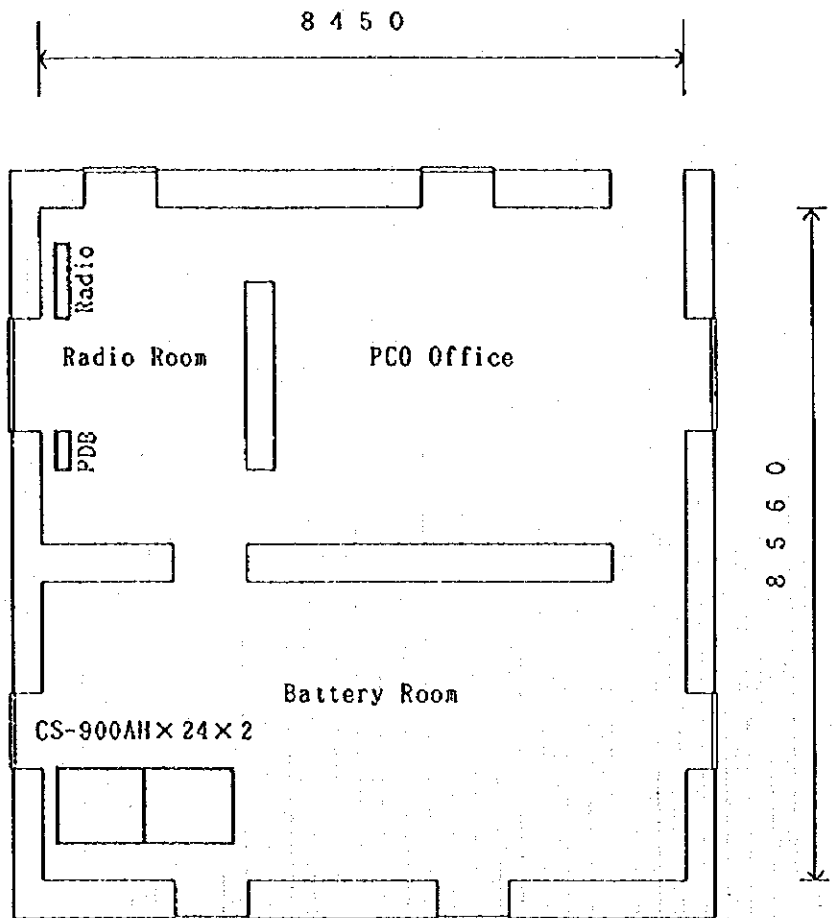 8450
Radio
Radio Room
PCO Office
PDB
8560
Battery Room
CS-900AH×24×2